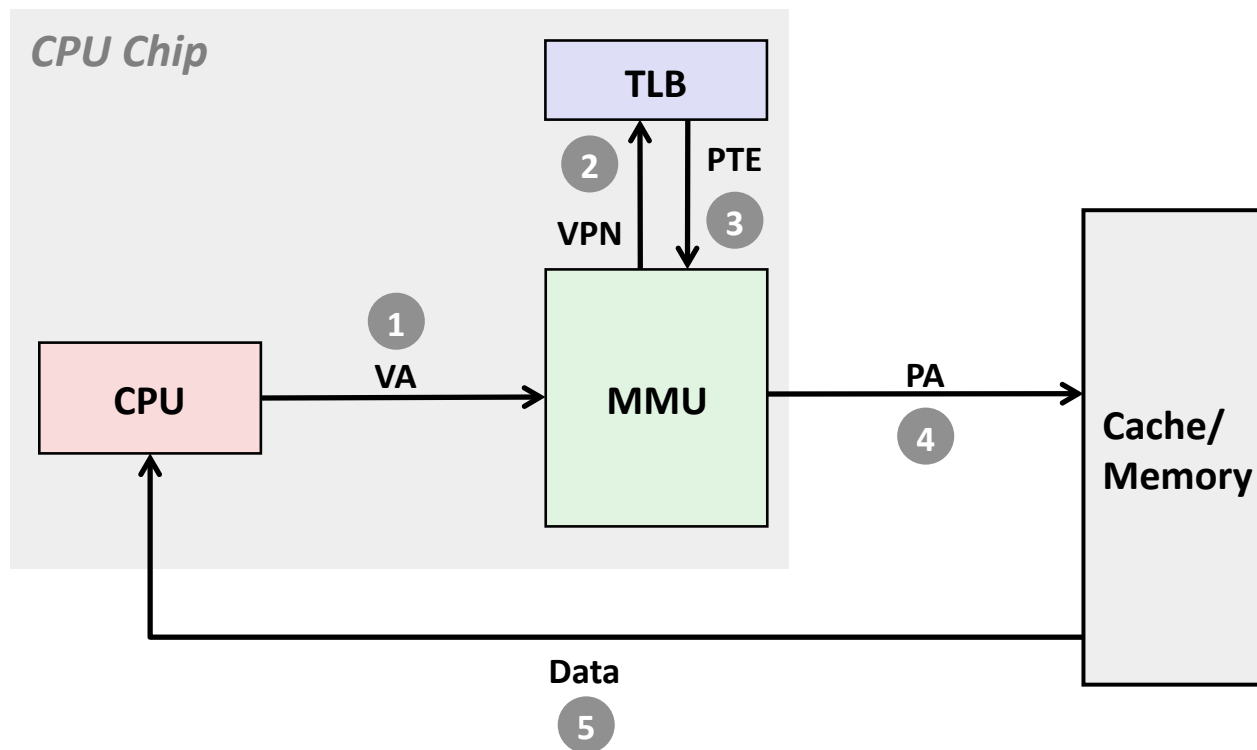 CPU Chip
TLB
2
PTE
3
VPN
1
VA
CPU
MMU
PA
4
Cache/
Memory
Data
5